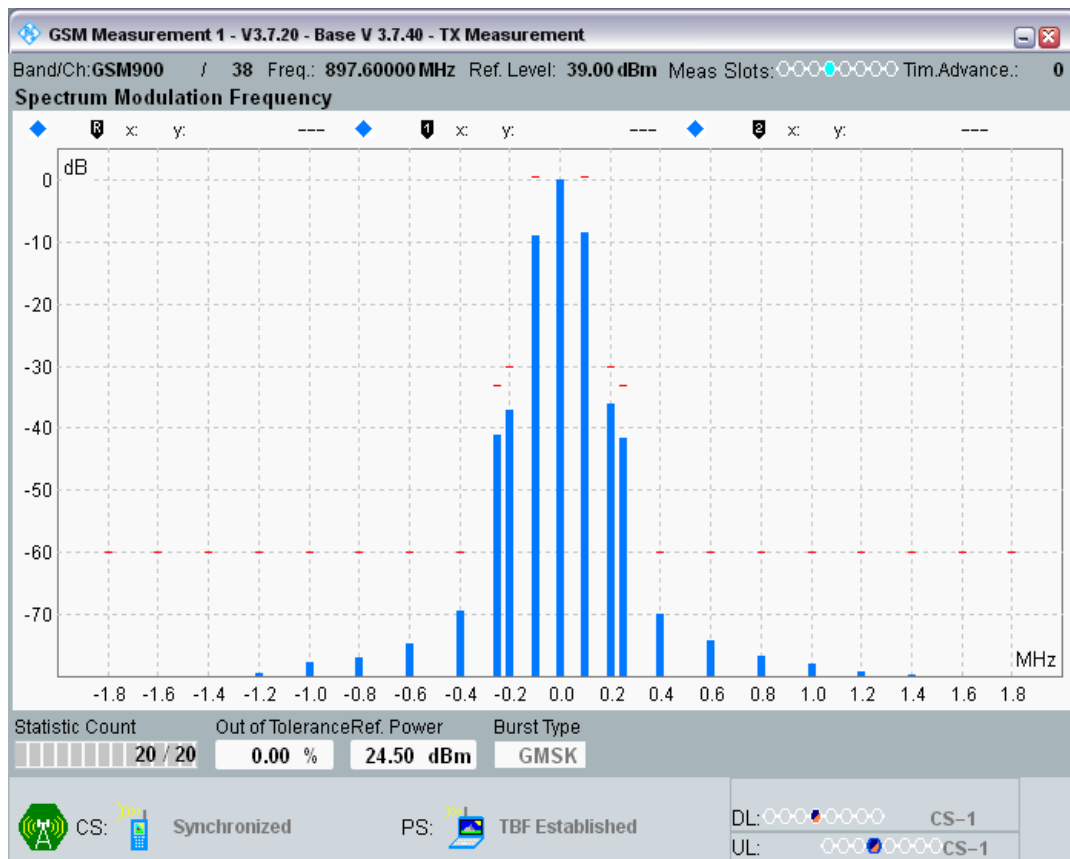 GSM Measurement 1 - V3.7.20 - Base V 3.7.40 - TX Measurement
Band/Ch:GSM900 / 38 Freq.: 897.60000 MHz Ref. Level: 39.00 dBm Meas Slots: Tim.Advance.: 0
Spectrum Modulation Frequency
R x: y: --- 1 x: y: --- 2 x: y: ---
dB
0
-10
-20
-30
-40
-50
-60
-70
MHz
-1.8 -1.6 -1.4 -1.2 -1.0 -0.8 -0.6 -0.4 -0.2 0.0 0.2 0.4 0.6 0.8 1.0 1.2 1.4 1.6 1.8
Statistic Count Out of Tolerance Ref. Power Burst Type
20 / 20 0.00 % 24.50 dBm GMSK
CS: Synchronized PS: TBF Established DL: CS-1
UL: CS-1